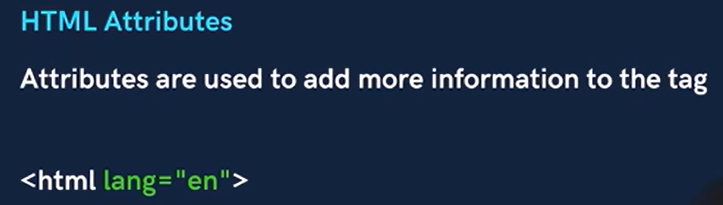 HTML Attributes
Attributes are used to add more information to the tag
<html lang="en">